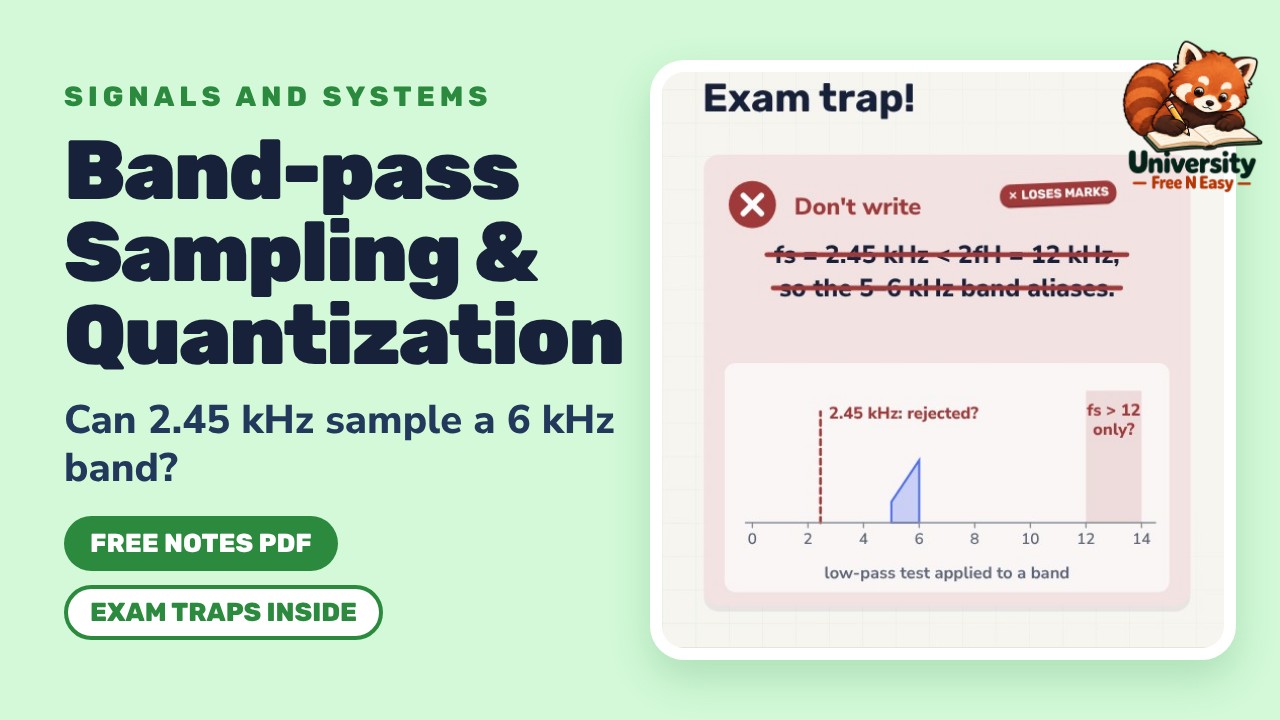 SIGNALS AND SYSTEMS
Band-pass
Sampling &
Quantization
Can 2.45 kHz sample a 6 kHz
band?
FREE NOTES PDF
EXAM TRAPS INSIDE
Exam trap!
Don't write
× LOSES MARKS
fs = 2.45 kHz < 2fH = 12 kHz,
so the 5–6 kHz band aliases.
2.45 kHz: rejected?
fs > 12
only?
0 2 4 6 8 10 12 14
low-pass test applied to a band
University
Free N Easy